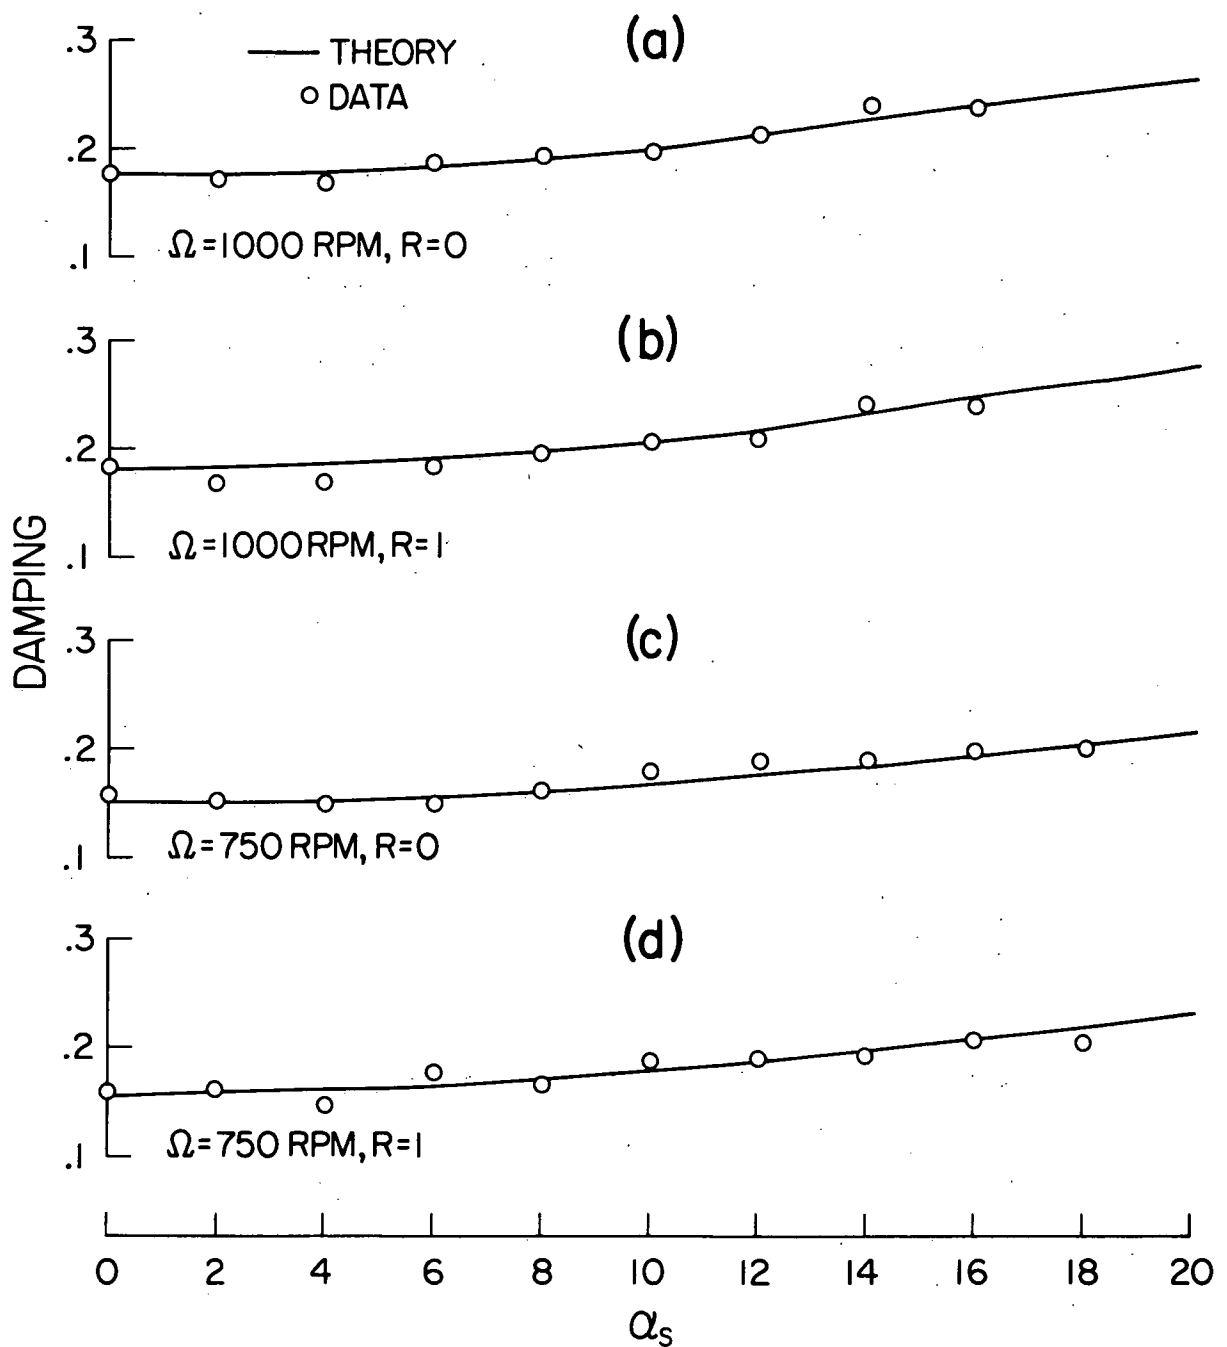 (a)
THEORY
DATA
.3
.2
.1
Ω=1000 RPM, R=0
(b)
.3
.2
.1
Ω=1000 RPM, R=1
DAMPING
(c)
.3
.2
.1
Ω=750 RPM, R=0
(d)
.3
.2
.1
Ω=750 RPM, R=1
0 2 4 6 8 10 12 14 16 18 20
αs